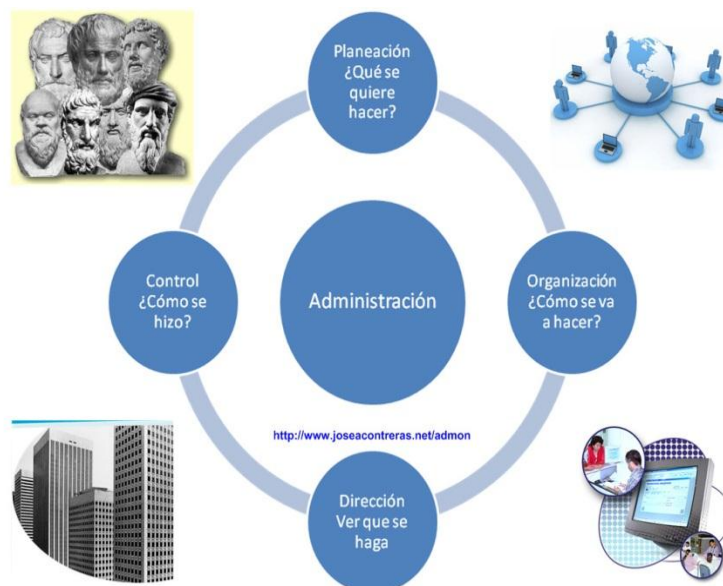 Planeación
¿Qué se
quiere
hacer?
Control
¿Cómo se
hizo?
Administración
Organización
¿Cómo se va
a hacer?
http://www.joseacontreras.net/admon
Dirección
Ver que se
haga